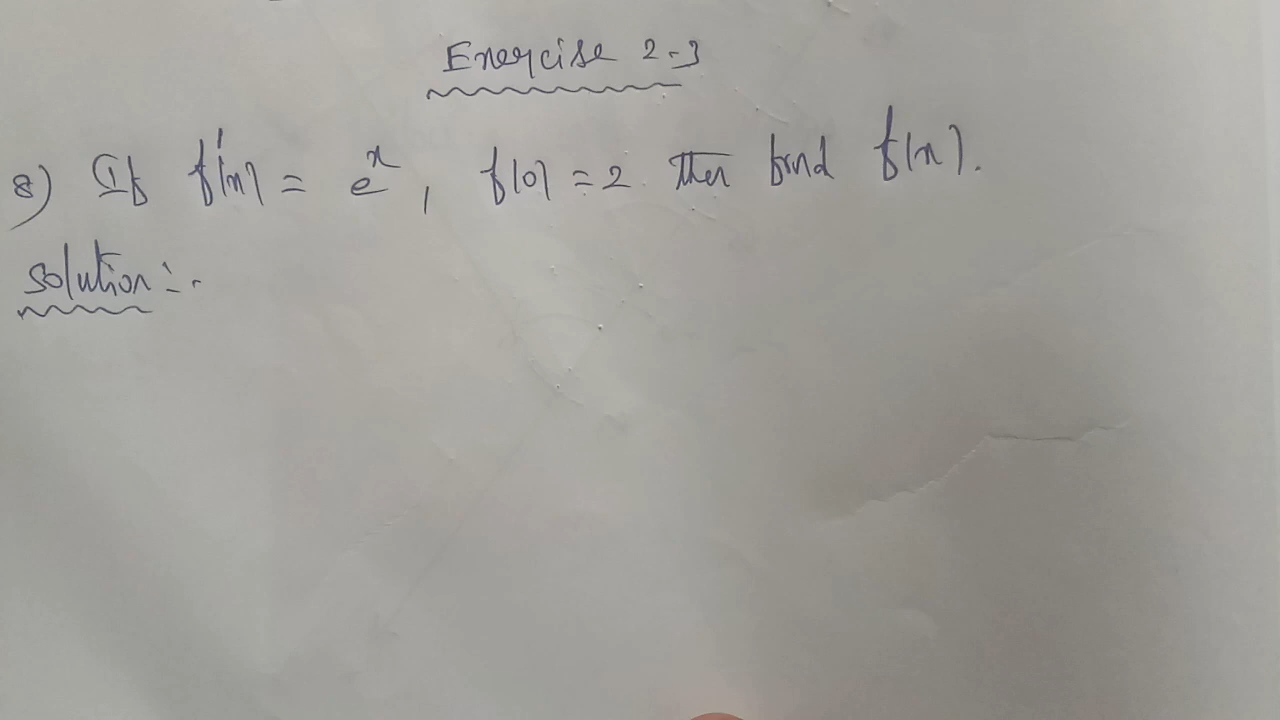 Exercise 2.3
8) If f'(x) = e^x, f(0) = 2 then find f(x).
solution:-